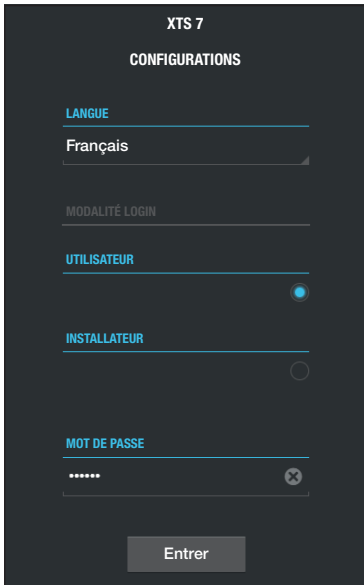 XTS 7
CONFIGURATIONS
LANGUE
Français
MODALITÉ LOGIN
UTILISATEUR
INSTALLATEUR
MOT DE PASSE
••••••
Entrer